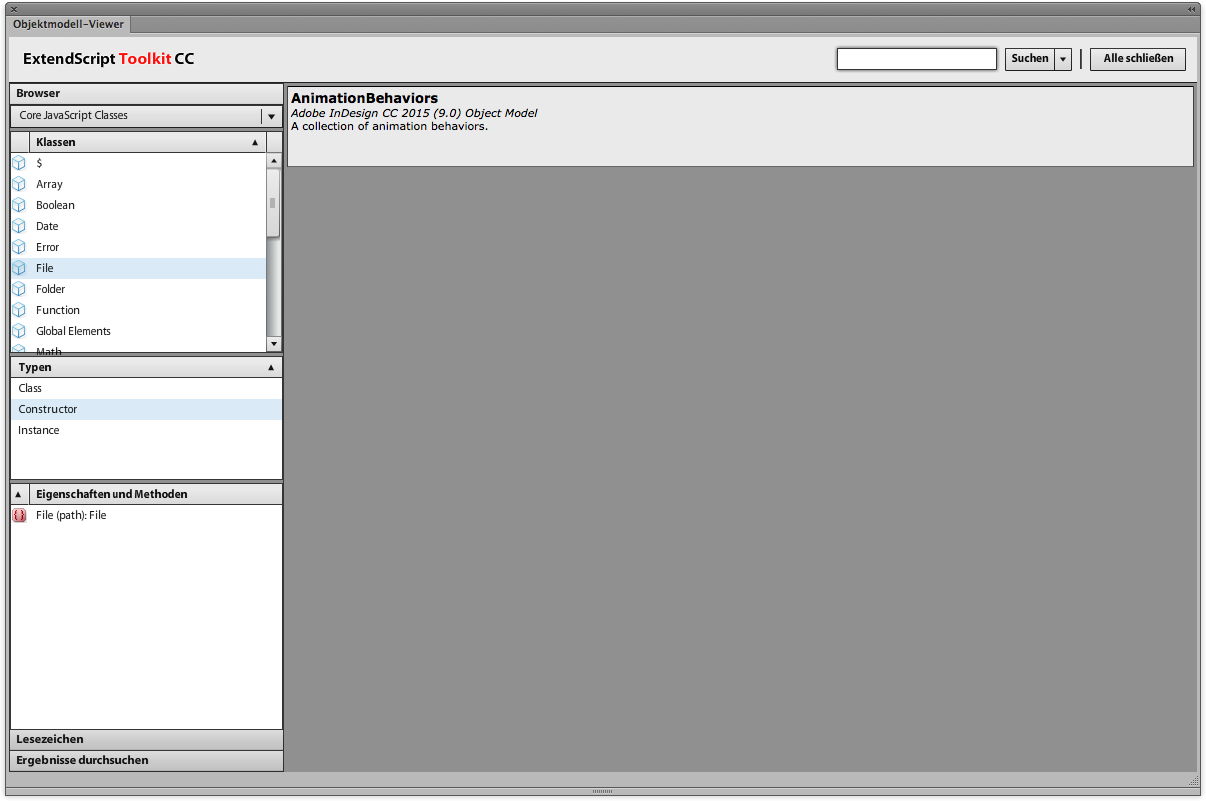 Objektmodell-Viewer
ExtendScript Toolkit CC
Suchen
Alle schließen
Browser
Core JavaScript Classes
Klassen
$
Array
Boolean
Date
Error
File
Folder
Function
Global Elements
Math
Typen
Class
Constructor
Instance
Eigenschaften und Methoden
File (path): File
Lesezeichen
Ergebnisse durchsuchen
AnimationBehaviors
Adobe InDesign CC 2015 (9.0) Object Model
A collection of animation behaviors.